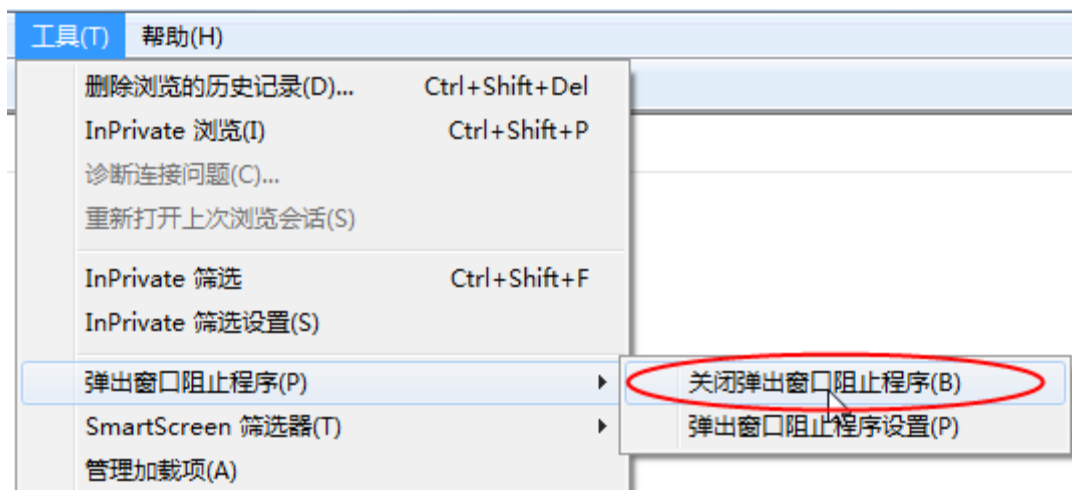 工具(T) 帮助(H)
删除浏览的历史记录(D)... Ctrl+Shift+Del
InPrivate 浏览(I) Ctrl+Shift+P
诊断连接问题(C)...
重新打开上次浏览会话(S)
InPrivate 筛选 Ctrl+Shift+F
InPrivate 筛选设置(S)
弹出窗口阻止程序(P) 关闭弹出窗口阻止程序(B)
SmartScreen 筛选器(T) 弹出窗口阻止程序设置(P)
管理加载项(A)